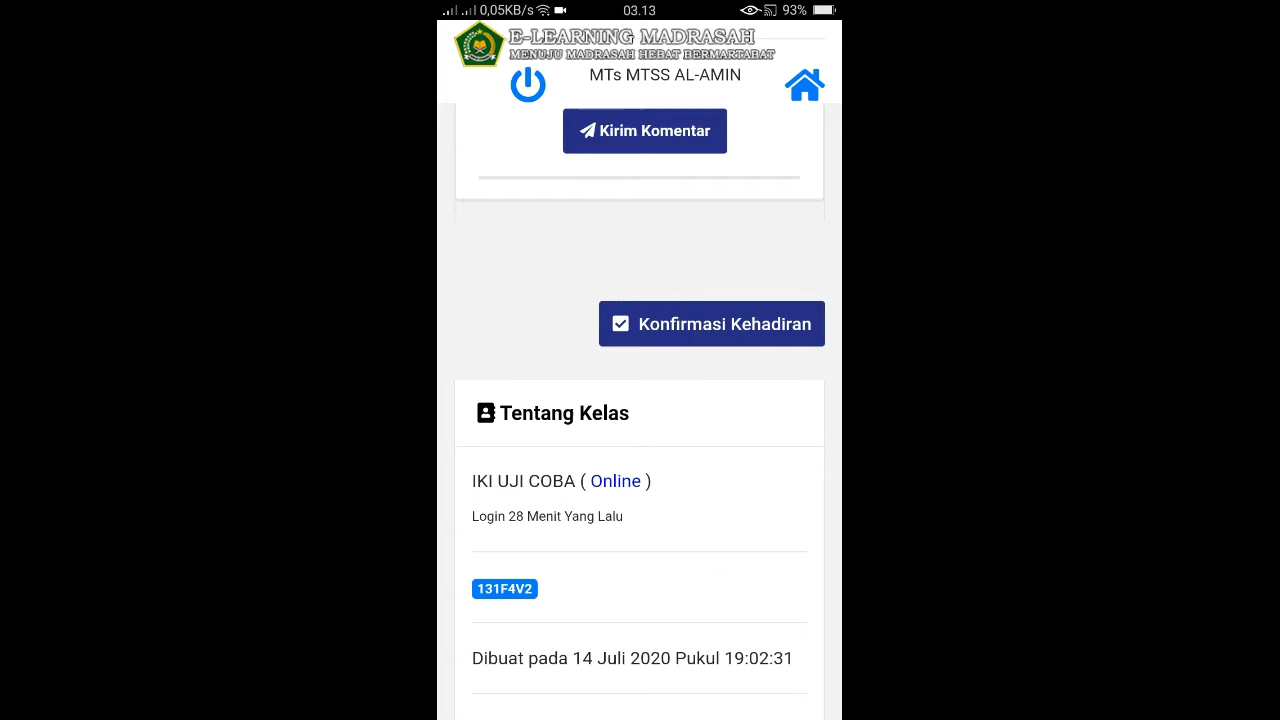 0,05KB/s
03.13
93%
E-LEARNING MADRASAH
MENUJU MADRASAH HEBAT BERMARTABAT
MTs MTSS AL-AMIN
Kirim Komentar
Konfirmasi Kehadiran
Tentang Kelas
IKI UJI COBA ( Online )
Login 28 Menit Yang Lalu
131F4V2
Dibuat pada 14 Juli 2020 Pukul 19:02:31